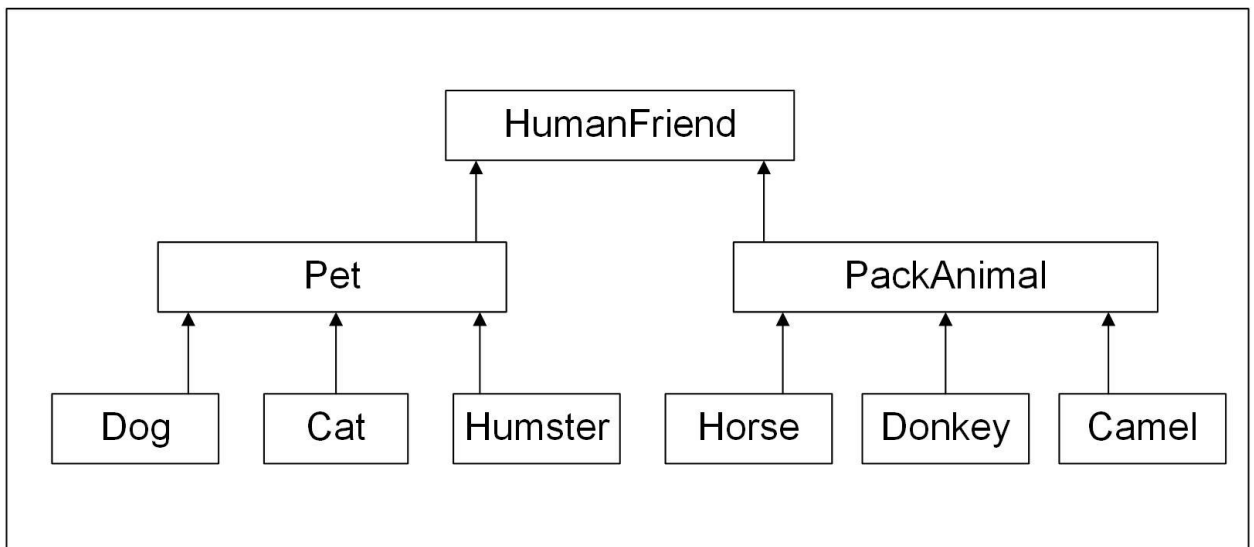 HumanFriend
Pet
PackAnimal
Dog
Cat
Humster
Horse
Donkey
Camel